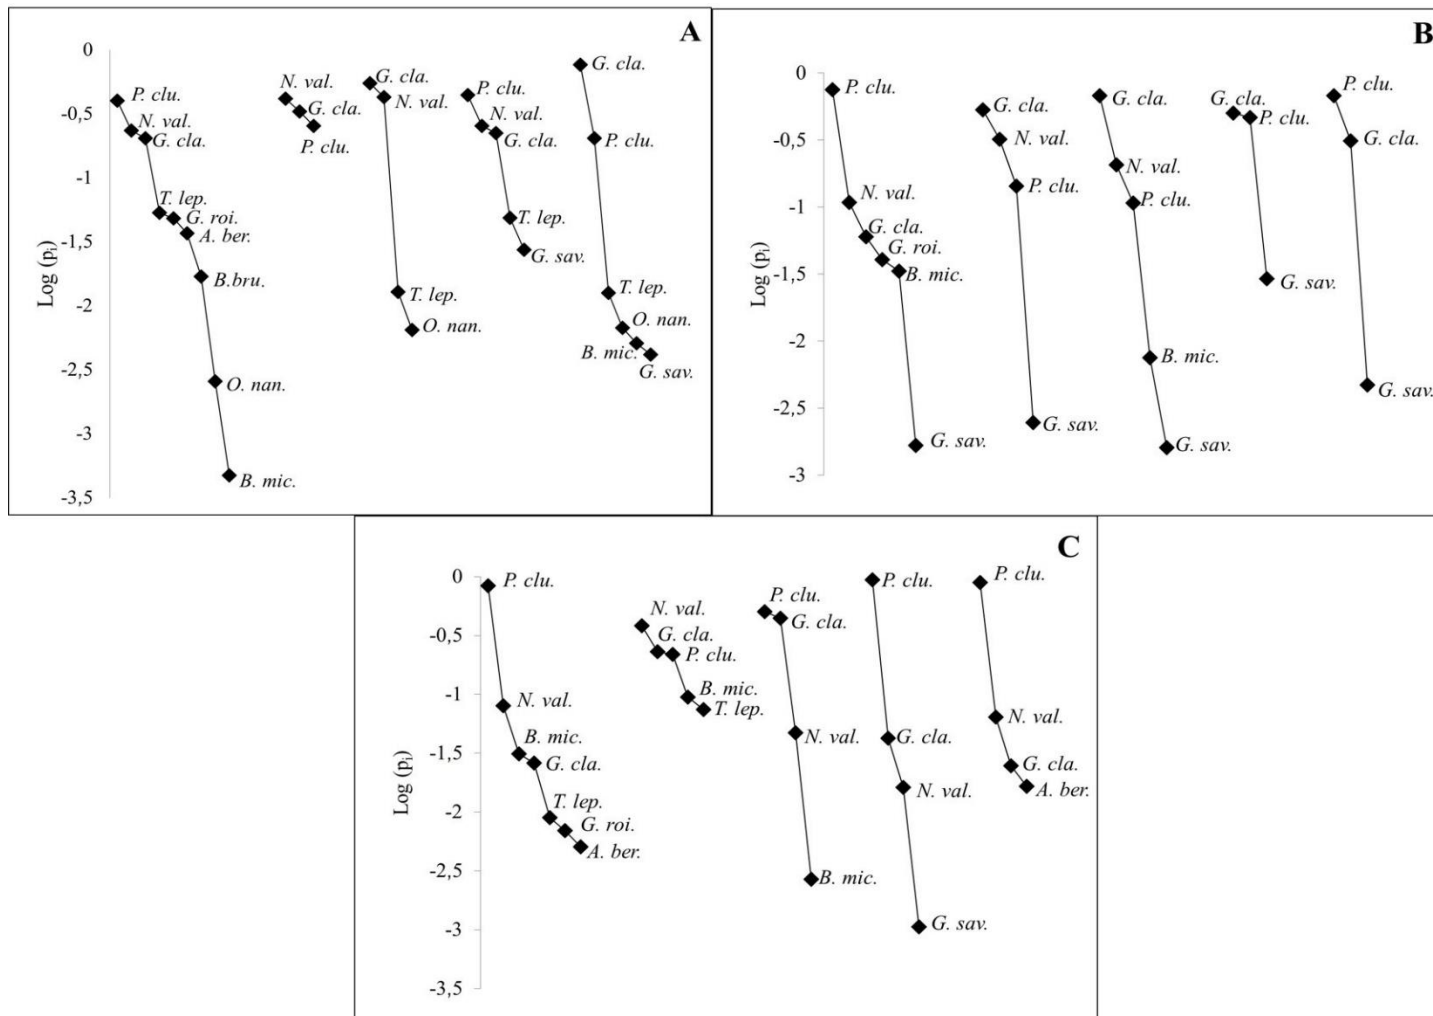 A
0
-0,5
-1
-1,5
-2
-2,5
-3
-3,5
Log (pi)
P. clu.
N. val.
G. cla.
T. lep.
G. roi.
A. ber.
B.bru.
O. nan.
B. mic.
N. val.
G. cla.
P. clu.
G. cla.
N. val.
T. lep.
O. nan.
P. clu.
N. val.
G. cla.
T. lep.
G. sav.
G. cla.
P. clu.
T. lep.
O. nan.
B. mic.
G. sav.
B
0
-0,5
-1
-1,5
-2
-2,5
-3
Log (pi)
P. clu.
N. val.
G. cla.
G. roi.
B. mic.
G. sav.
G. cla.
N. val.
P. clu.
G. sav.
G. cla.
N. val.
P. clu.
B. mic.
G. sav.
G. cla.
P. clu.
G. sav.
P. clu.
G. cla.
G. sav.
C
0
-0,5
-1
-1,5
-2
-2,5
-3
-3,5
Log (pi)
P. clu.
N. val.
B. mic.
G. cla.
T. lep.
G. roi.
A. ber.
N. val.
G. cla.
P. clu.
B. mic.
T. lep.
P. clu.
G. cla.
N. val.
B. mic.
P. clu.
G. cla.
N. val.
G. sav.
P. clu.
N. val.
G. cla.
A. ber.